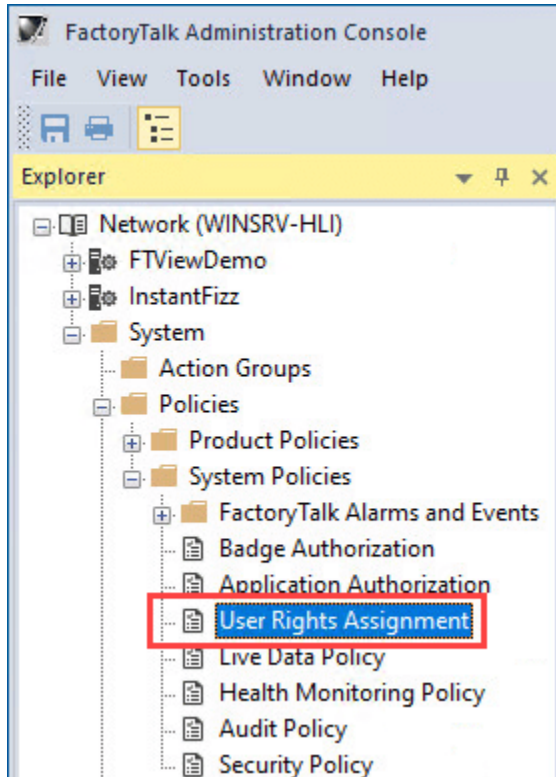 FactoryTalk Administration Console
File View Tools Window Help
Explorer
Network (WINSRV-HLI)
FTViewDemo
InstantFizz
System
Action Groups
Policies
Product Policies
System Policies
FactoryTalk Alarms and Events
Badge Authorization
Application Authorization
User Rights Assignment
Live Data Policy
Health Monitoring Policy
Audit Policy
Security Policy